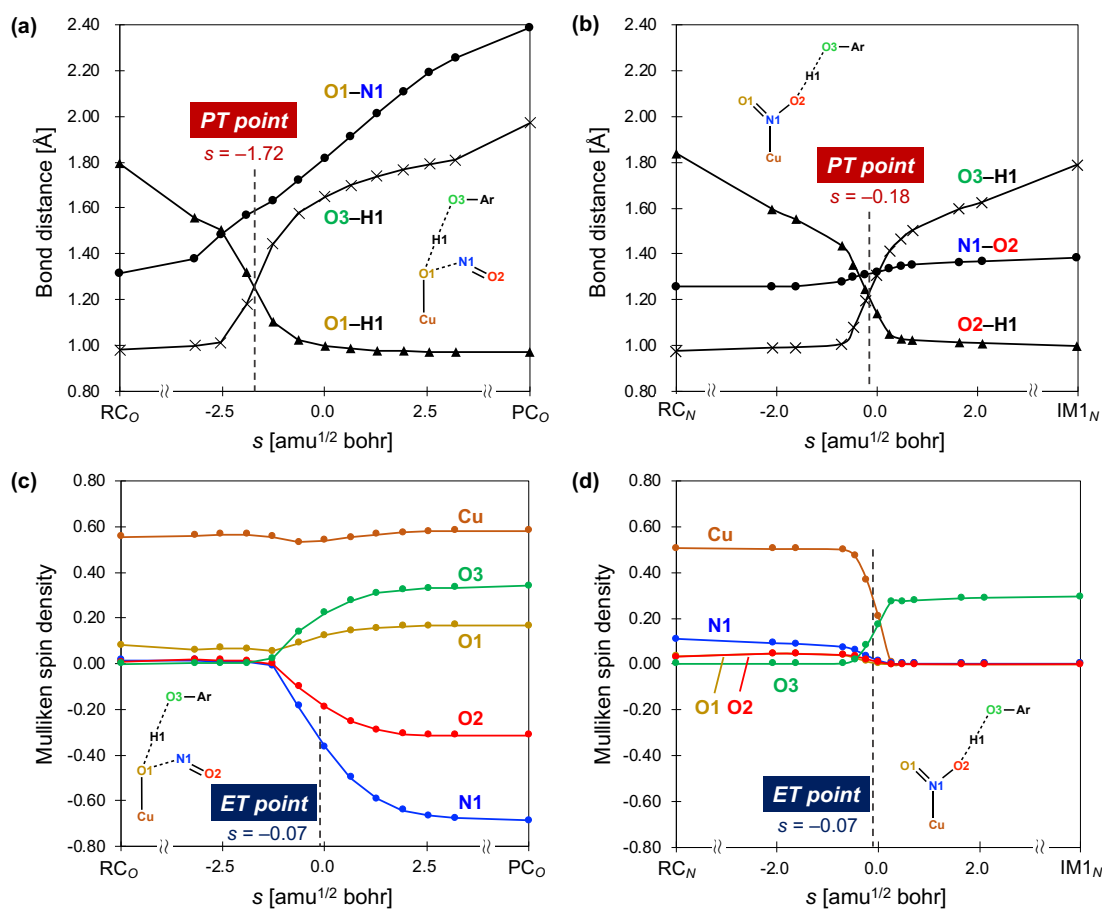 (a)
Bond distance [Å]
2.40
2.20
2.00
1.80
1.60
1.40
1.20
1.00
0.80
O1–N1
PT point
s = –1.72
O3–H1
O1–H1
O3–Ar
H1
O1
N1
O2
Cu
RCO
-2.5
0.0
2.5
PCO
s [amu1/2 bohr]
(b)
Bond distance [Å]
2.40
2.20
2.00
1.80
1.60
1.40
1.20
1.00
0.80
O3–Ar
H1
O1
O2
N1
Cu
PT point
s = –0.18
O3–H1
N1–O2
O2–H1
RCN
-2.0
0.0
2.0
IM1N
s [amu1/2 bohr]
(c)
Mulliken spin density
0.80
0.60
0.40
0.20
0.00
-0.20
-0.40
-0.60
-0.80
Cu
O3
O1
O2
N1
O3–Ar
H1
O1
N1
O2
Cu
ET point
s = –0.07
RCO
-2.5
0.0
2.5
PCO
s [amu1/2 bohr]
(d)
Mulliken spin density
0.80
0.60
0.40
0.20
0.00
-0.20
-0.40
-0.60
-0.80
Cu
N1
O3
O1 O2
O3–Ar
H1
O1
O2
N1
Cu
ET point
s = –0.07
RCN
-2.0
0.0
2.0
IM1N
s [amu1/2 bohr]